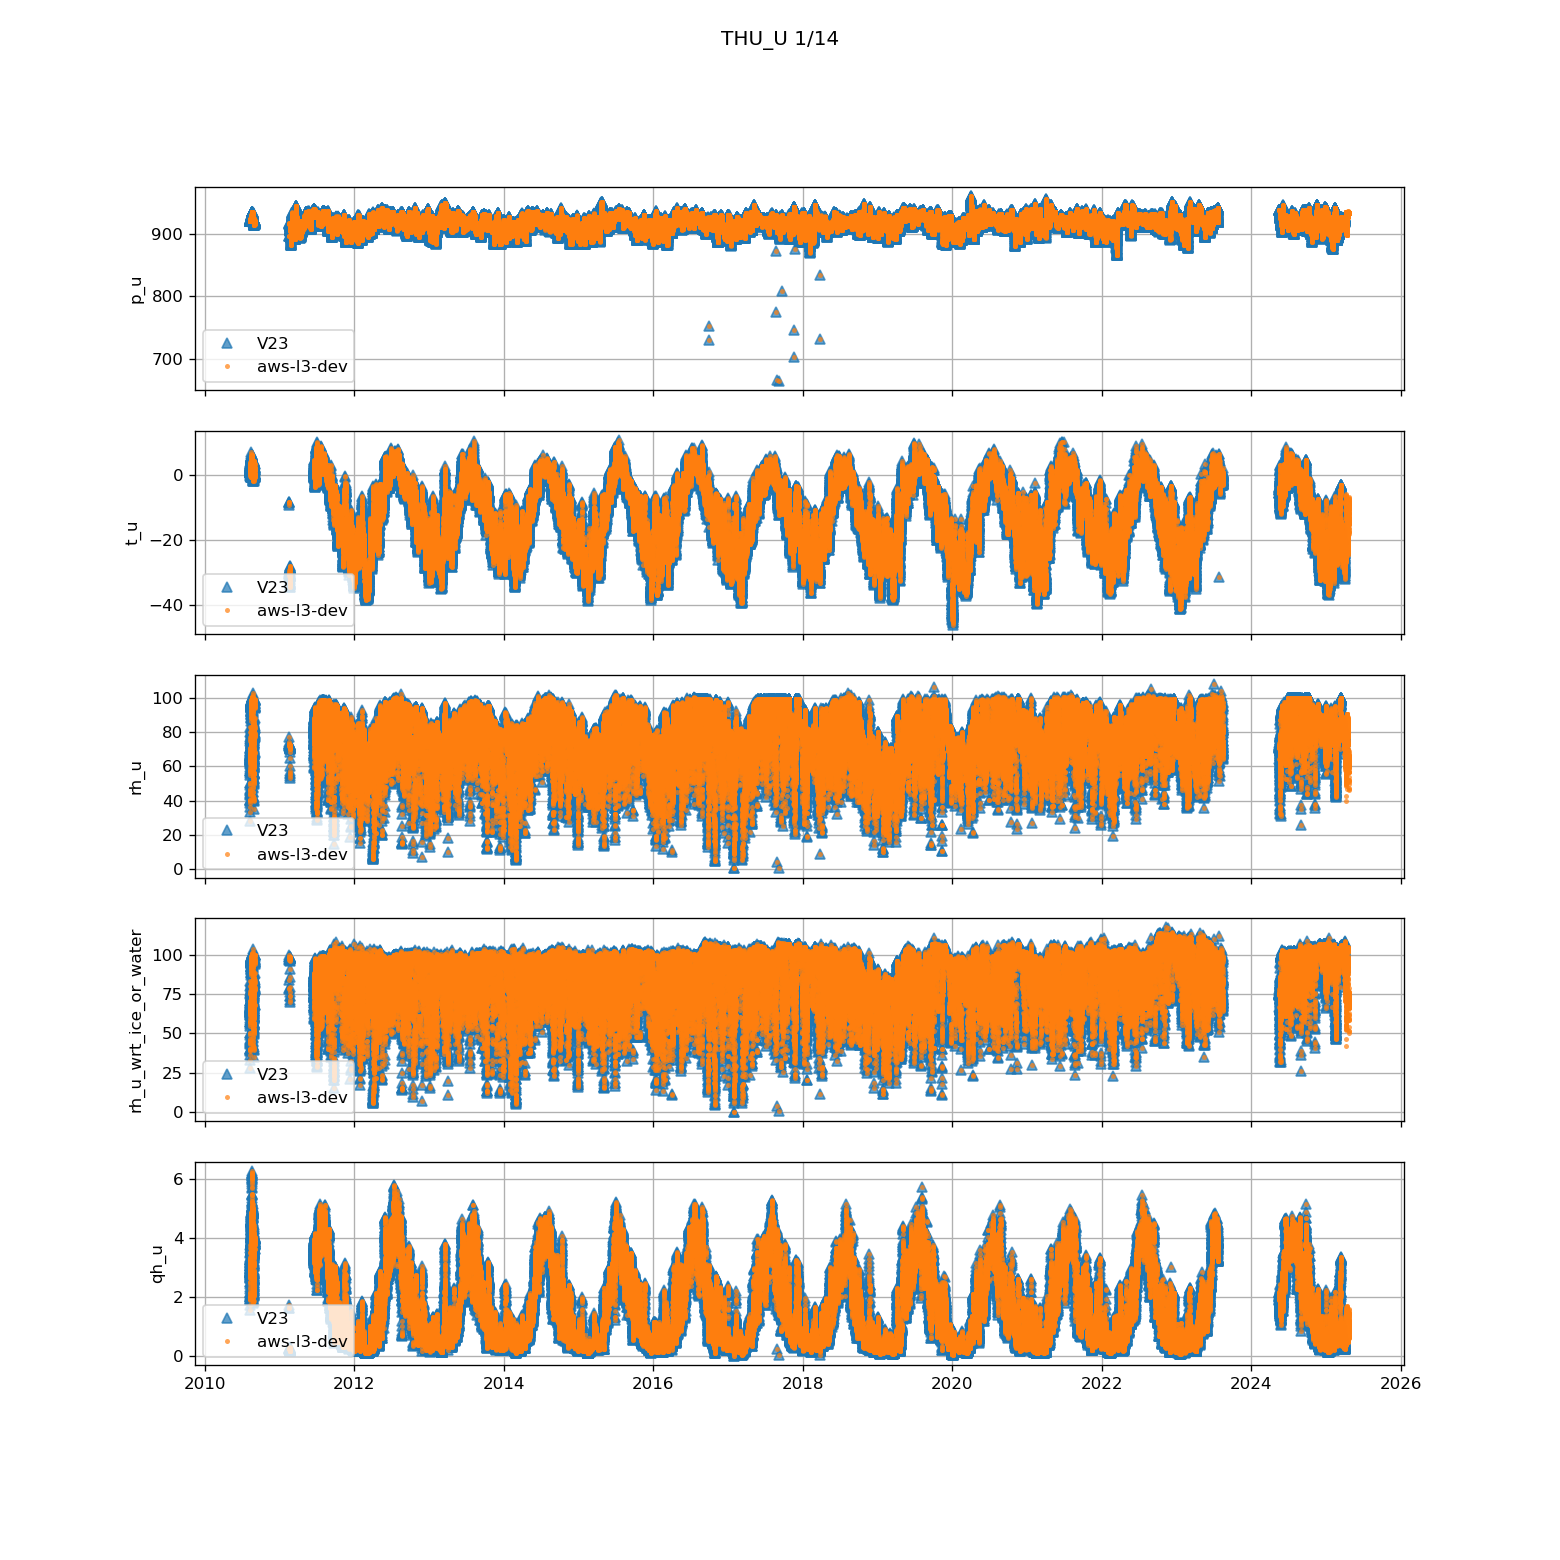 THU_U 1/14
900
800
700
p_u
V23
aws-l3-dev
0
−20
−40
t_u
V23
aws-l3-dev
100
80
60
40
20
0
rh_u
V23
aws-l3-dev
100
75
50
25
0
rh_u_wrt_ice_or_water
V23
aws-l3-dev
6
4
2
0
qh_u
V23
aws-l3-dev
2010 2012 2014 2016 2018 2020 2022 2024 2026